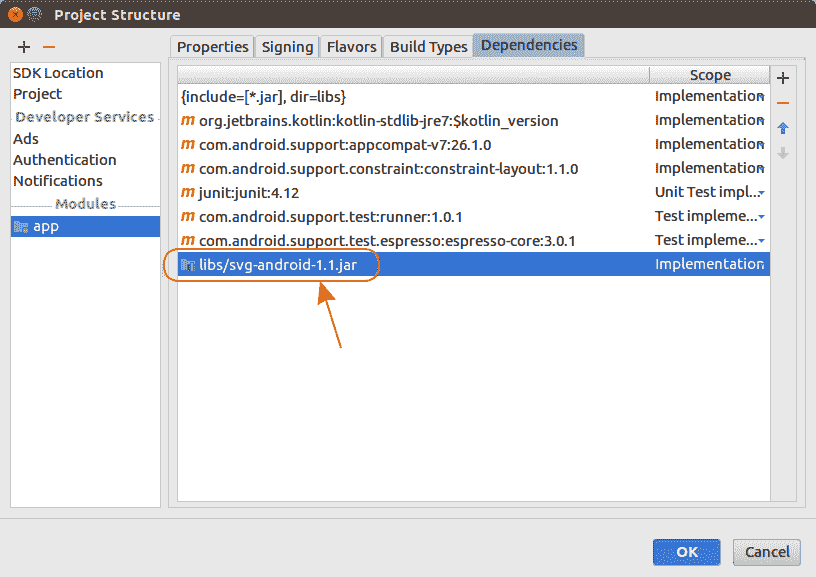 Project Structure
Properties Signing Flavors Build Types Dependencies
SDK Location
Project
Developer Services
Ads
Authentication
Notifications
Modules
app
Scope
{include=[*.jar], dir=libs} Implementation
m org.jetbrains.kotlin:kotlin-stdlib-jre7:$kotlin_version Implementation
m com.android.support:appcompat-v7:26.1.0 Implementation
m com.android.support.constraint:constraint-layout:1.1.0 Implementation
m junit:junit:4.12 Unit Test impl...
m com.android.support.test:runner:1.0.1 Test impleme...
m com.android.support.test.espresso:espresso-core:3.0.1 Test impleme...
libs/svg-android-1.1.jar Implementation
OK Cancel